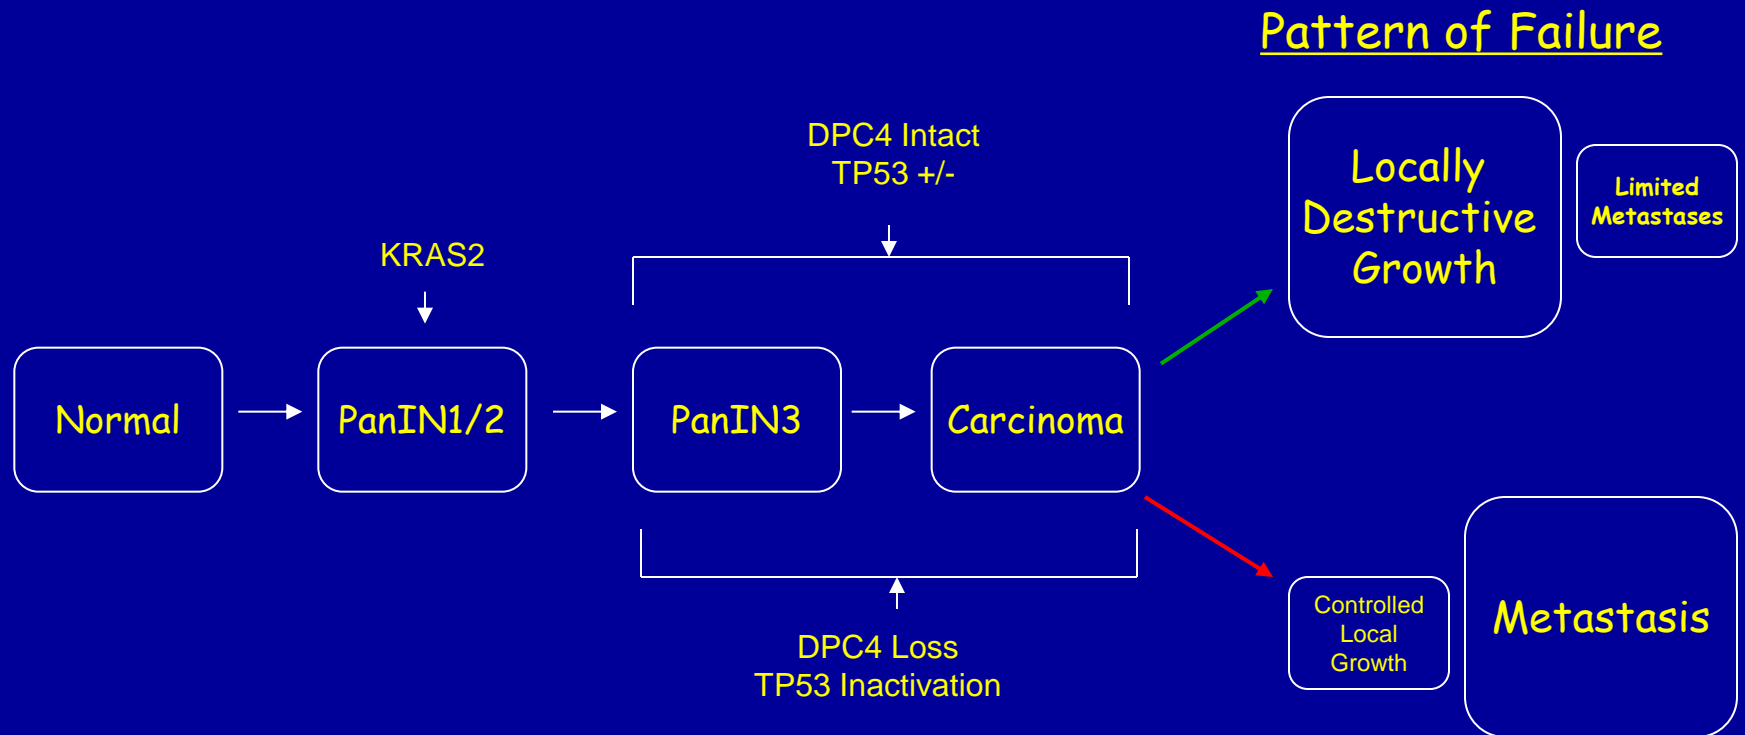 Pattern of Failure
DPC4 Intact
TP53 +/-
Locally
Destructive
Growth
Limited
Metastases
KRAS2
Normal
PanIN1/2
PanIN3
Carcinoma
Controlled
Local
Growth
Metastasis
DPC4 Loss
TP53 Inactivation